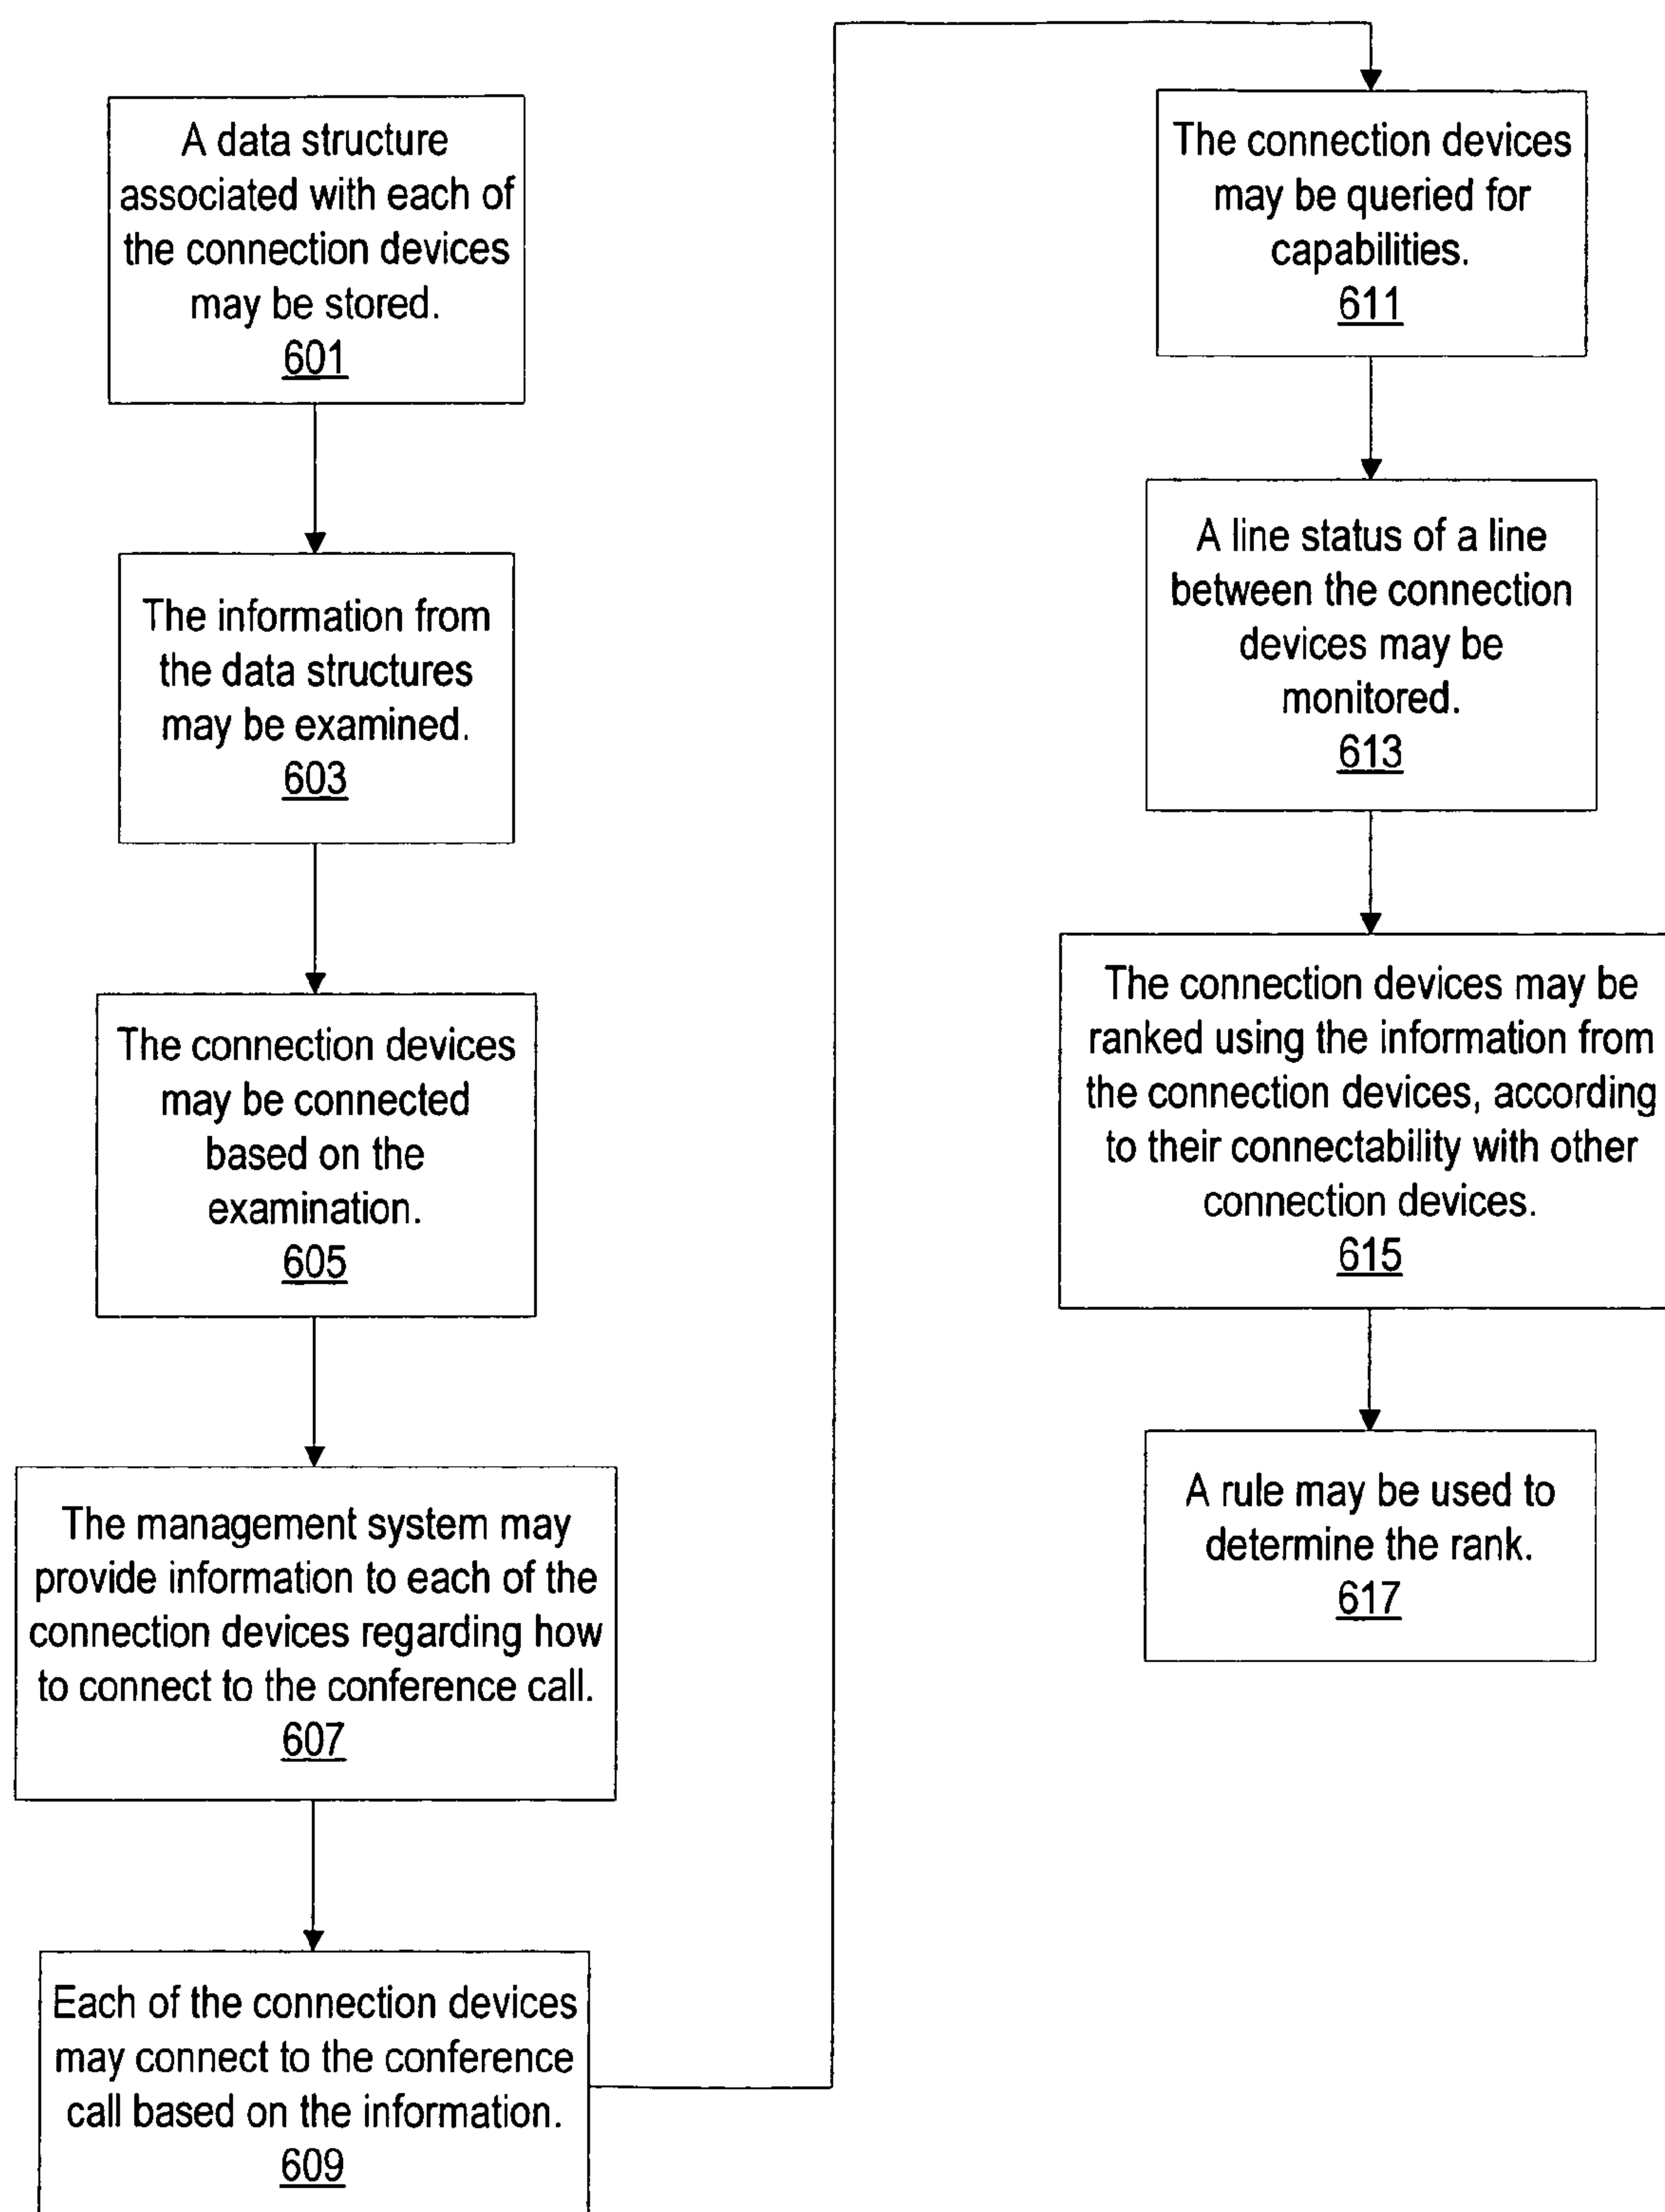 A data structure
associated with each of
the connection devices
may be stored.
601
The information from
the data structures
may be examined.
603
The connection devices
may be connected
based on the
examination.
605
The management system may
provide information to each of the
connection devices regarding how
to connect to the conference call.
607
Each of the connection devices
may connect to the conference
call based on the information.
609
The connection devices
may be queried for
capabilities.
611
A line status of a line
between the connection
devices may be
monitored.
613
The connection devices may be
ranked using the information from
the connection devices, according
to their connectability with other
connection devices.
615
A rule may be used to
determine the rank.
617